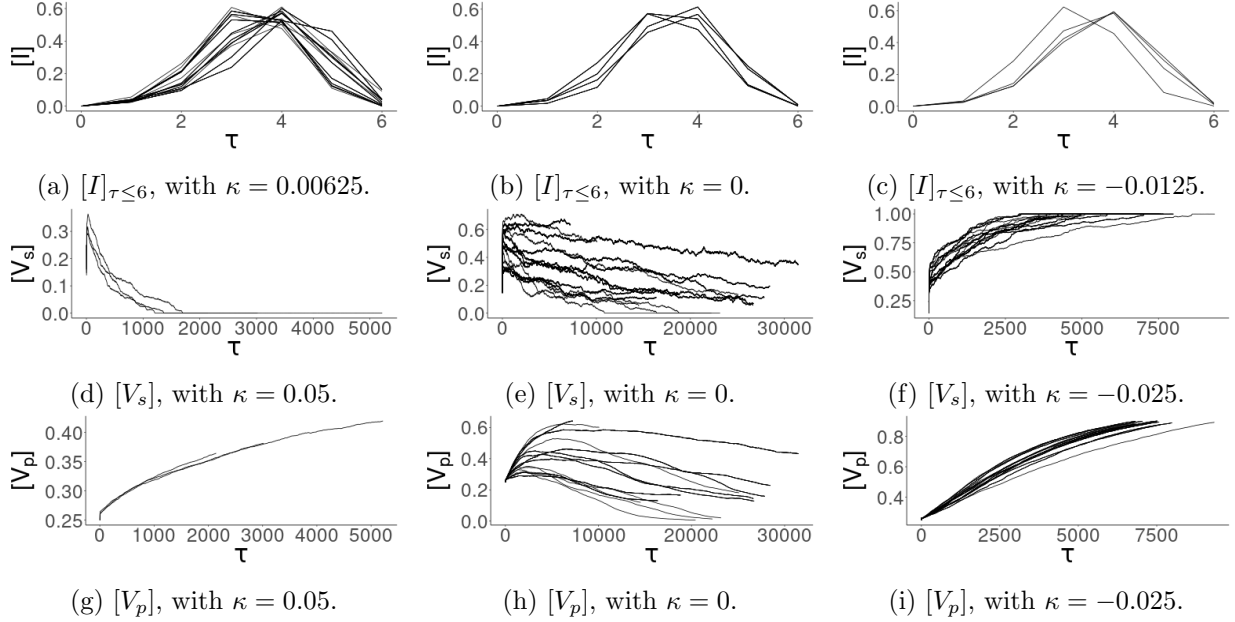 [I] 0.6 0.4 0.2 0.0 0 2 4 6 τ
[I] 0.6 0.4 0.2 0.0 0 2 4 6 τ
[I] 0.6 0.4 0.2 0.0 0 2 4 6 τ
(a) [I]τ≤6, with κ = 0.00625.
(b) [I]τ≤6, with κ = 0.
(c) [I]τ≤6, with κ = −0.0125.
[Vs] 0.3 0.2 0.1 0.0 0 1000 2000 3000 4000 5000 τ
[Vs] 0.6 0.4 0.2 0.0 0 10000 20000 30000 τ
[Vs] 1.00 0.75 0.50 0.25 0 2500 5000 7500 τ
(d) [Vs], with κ = 0.05.
(e) [Vs], with κ = 0.
(f) [Vs], with κ = −0.025.
[Vp] 0.40 0.35 0.30 0.25 0 1000 2000 3000 4000 5000 τ
[Vp] 0.6 0.4 0.2 0.0 0 10000 20000 30000 τ
[Vp] 0.8 0.6 0.4 0 2500 5000 7500 τ
(g) [Vp], with κ = 0.05.
(h) [Vp], with κ = 0.
(i) [Vp], with κ = −0.025.